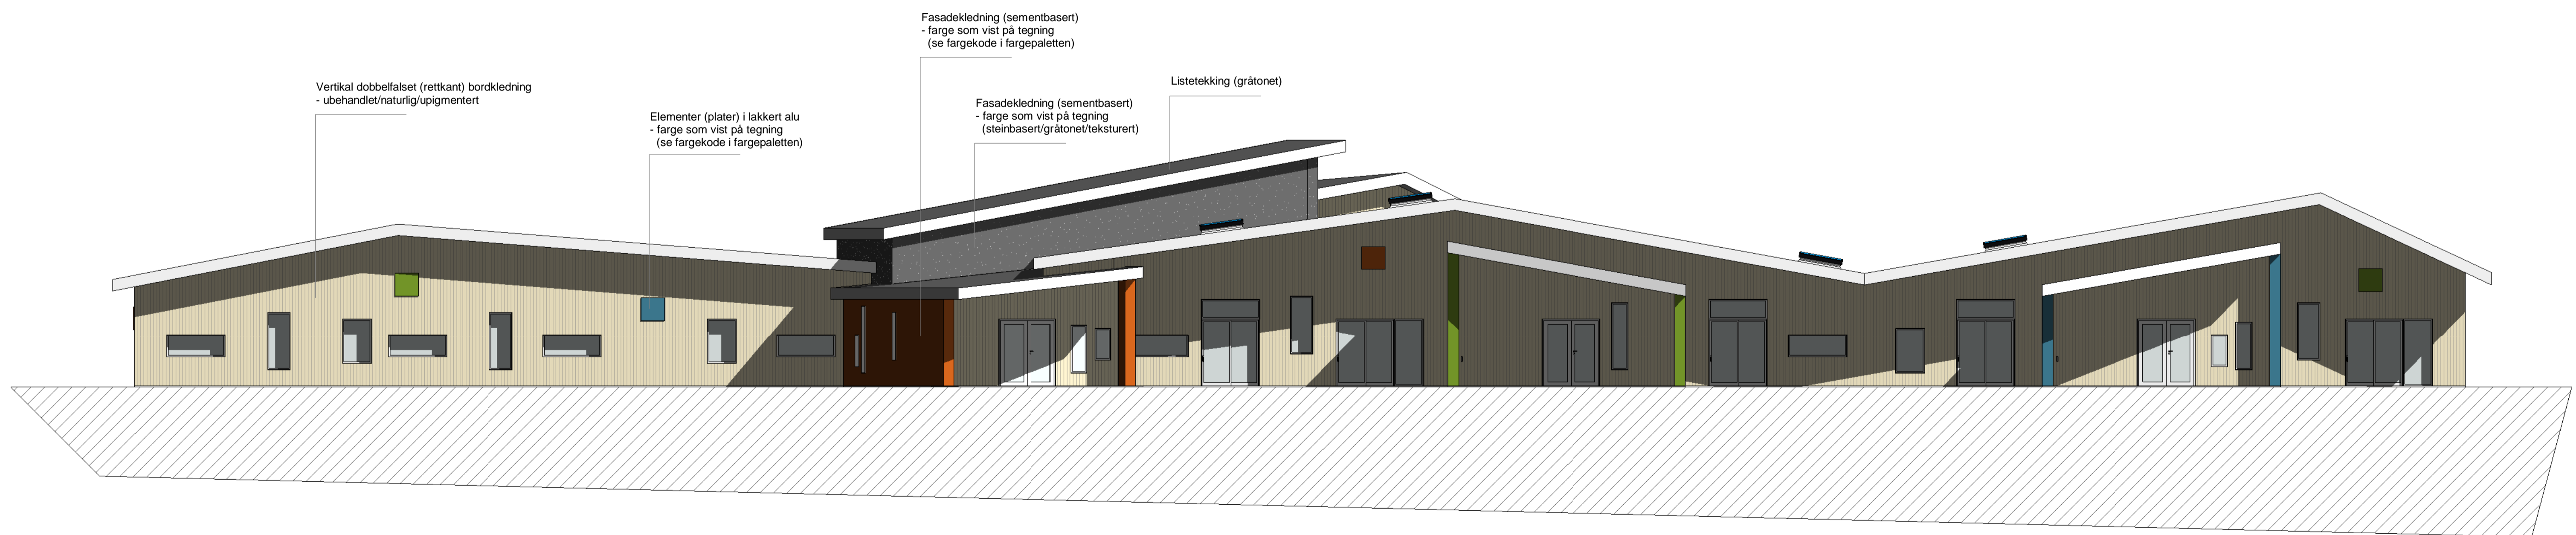 Vertikal dobbelfalset (rettkant) bordkledning
- ubehandlet/naturlig/upigmentert
Elementer (plater) i lakkert alu
- farge som vist på tegning
(se fargekode i fargepaletten)
Fasadekledning (sementbasert)
- farge som vist på tegning
(se fargekode i fargepaletten)
Fasadekledning (sementbasert)
- farge som vist på tegning
(steinbasert/gråtonet/teksturert)
Listetekking (gråtonet)